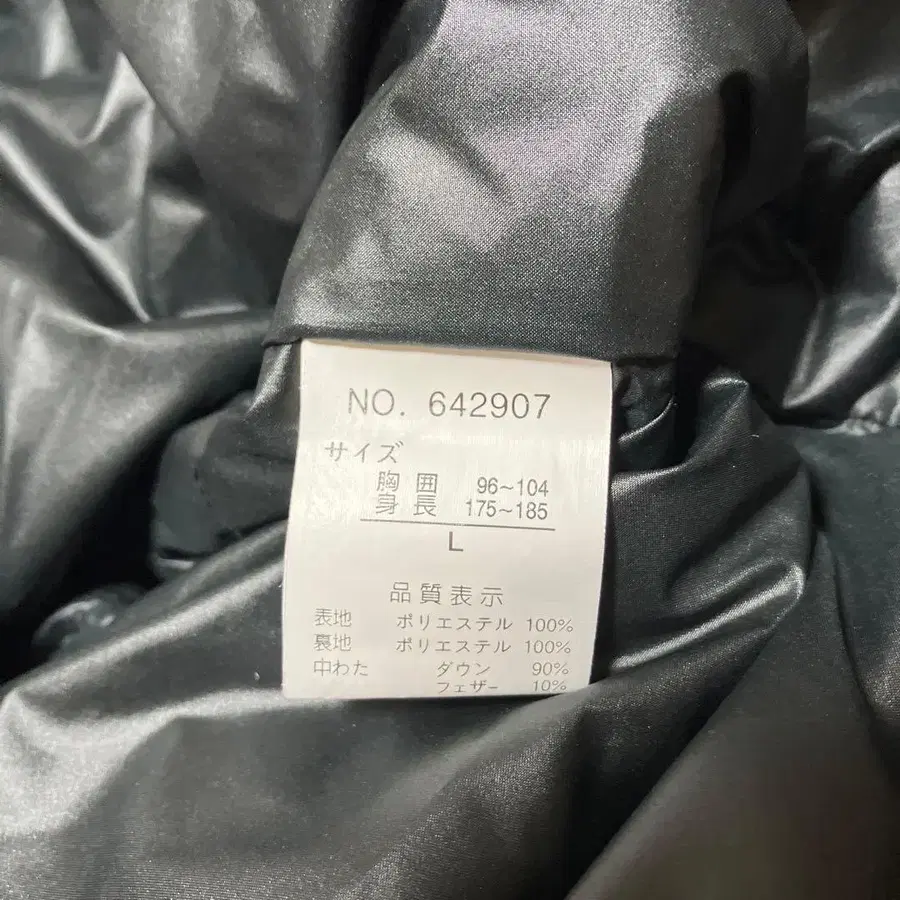 NO. 642907
サイズ
胸囲 96~104
身長 175~185
L
品質表示
表地 ポリエステル 100%
裏地 ポリエステル 100%
中わた ダウン 90%
フェザー 10%